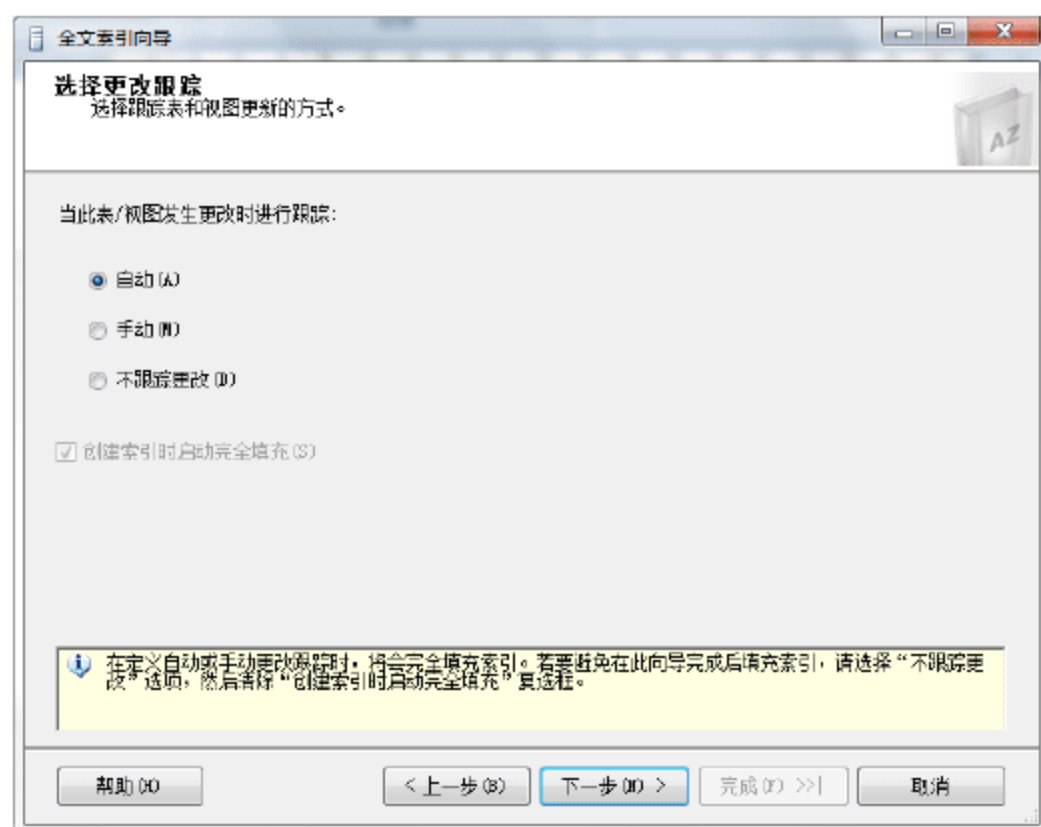 全文索引向导
选择更改跟踪
选择跟踪表和视图更新的方式。
AZ
当此表/视图发生更改时进行跟踪:
自动(A)
手动(M)
不跟踪更改(D)
创建索引时启动完全填充(S)
在定义自动或手动更改跟踪时，将会完全填充索引。若要避免在此向导完成后填充索引，请选择“不跟踪更
改”选项，然后清除“创建索引时启动完全填充”复选框。
帮助(H)
< 上一步(B)
下一步(N) >
完成(F) >>|
取消